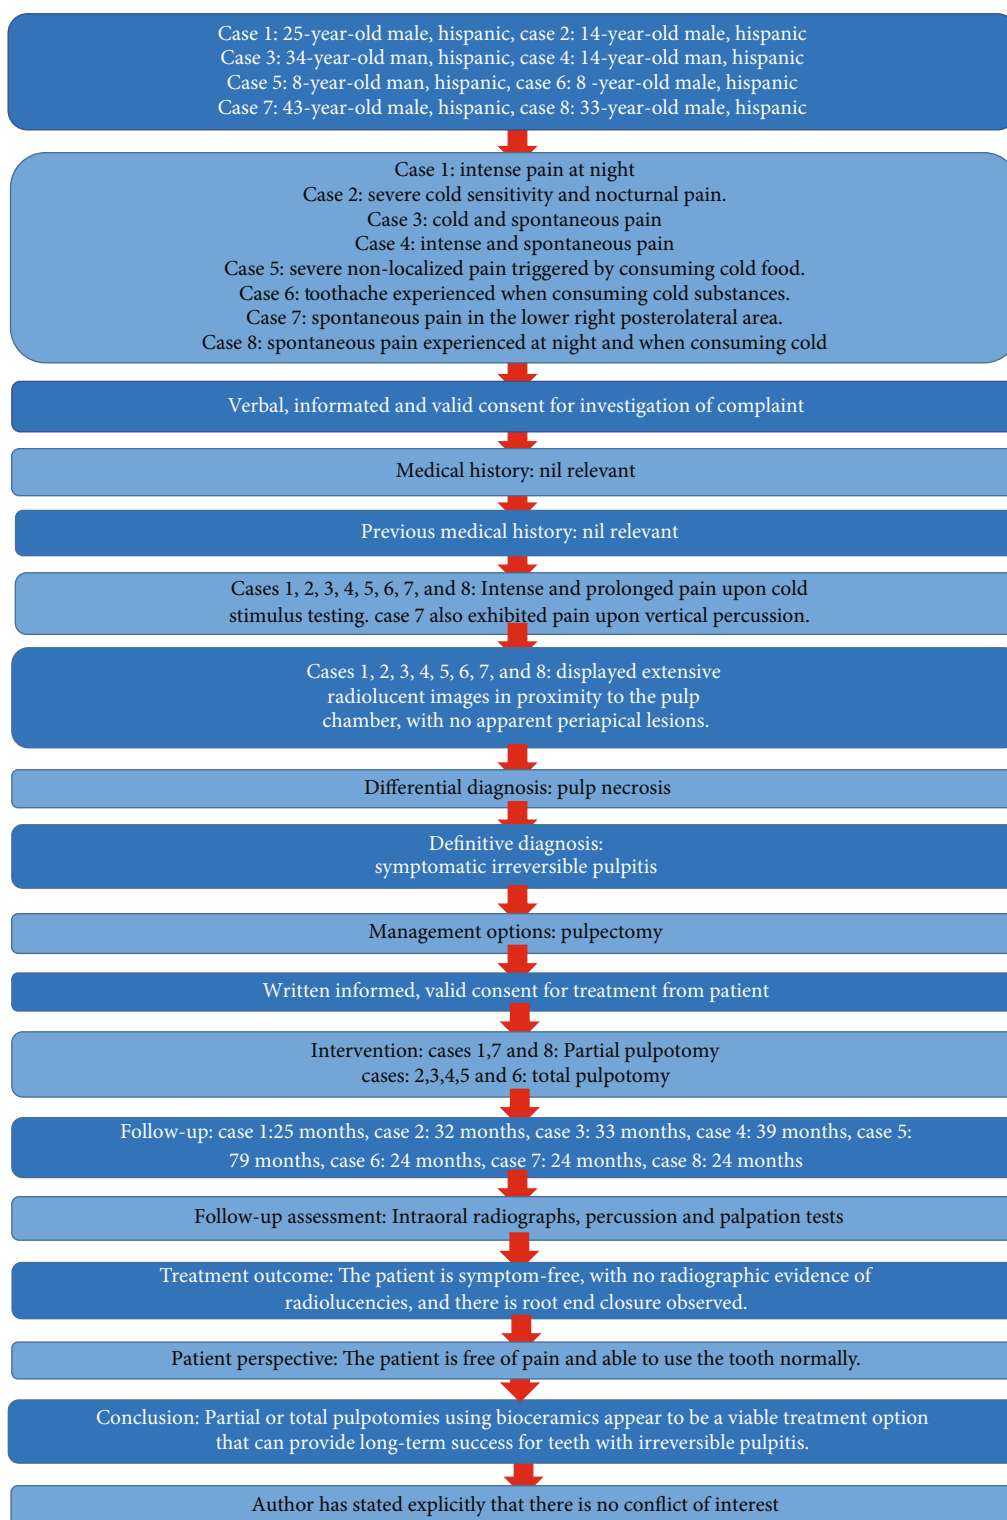 Case 1: 25-year-old male, hispanic, case 2: 14-year-old male, hispanic
Case 3: 34-year-old man, hispanic, case 4: 14-year-old man, hispanic
Case 5: 8-year-old man, hispanic, case 6: 8 -year-old male, hispanic
Case 7: 43-year-old male, hispanic, case 8: 33-year-old male, hispanic
Case 1: intense pain at night
Case 2: severe cold sensitivity and nocturnal pain.
Case 3: cold and spontaneous pain
Case 4: intense and spontaneous pain
Case 5: severe non-localized pain triggered by consuming cold food.
Case 6: toothache experienced when consuming cold substances.
Case 7: spontaneous pain in the lower right posterolateral area.
Case 8: spontaneous pain experienced at night and when consuming cold
Verbal, informated and valid consent for investigation of complaint
Medical history: nil relevant
Previous medical history: nil relevant
Cases 1, 2, 3, 4, 5, 6, 7, and 8: Intense and prolonged pain upon cold
stimulus testing. case 7 also exhibited pain upon vertical percussion.
Cases 1, 2, 3, 4, 5, 6, 7, and 8: displayed extensive
radiolucent images in proximity to the pulp
chamber, with no apparent periapical lesions.
Differential diagnosis: pulp necrosis
Definitive diagnosis:
symptomatic irreversible pulpitis
Management options: pulpectomy
Written informed, valid consent for treatment from patient
Intervention: cases 1,7 and 8: Partial pulpotomy
cases: 2,3,4,5 and 6: total pulpotomy
Follow-up: case 1:25 months, case 2: 32 months, case 3: 33 months, case 4: 39 months, case 5:
79 months, case 6: 24 months, case 7: 24 months, case 8: 24 months
Follow-up assessment: Intraoral radiographs, percussion and palpation tests
Treatment outcome: The patient is symptom-free, with no radiographic evidence of
radiolucencies, and there is root end closure observed.
Patient perspective: The patient is free of pain and able to use the tooth normally.
Conclusion: Partial or total pulpotomies using bioceramics appear to be a viable treatment option
that can provide long-term success for teeth with irreversible pulpitis.
Author has stated explicitly that there is no conflict of interest